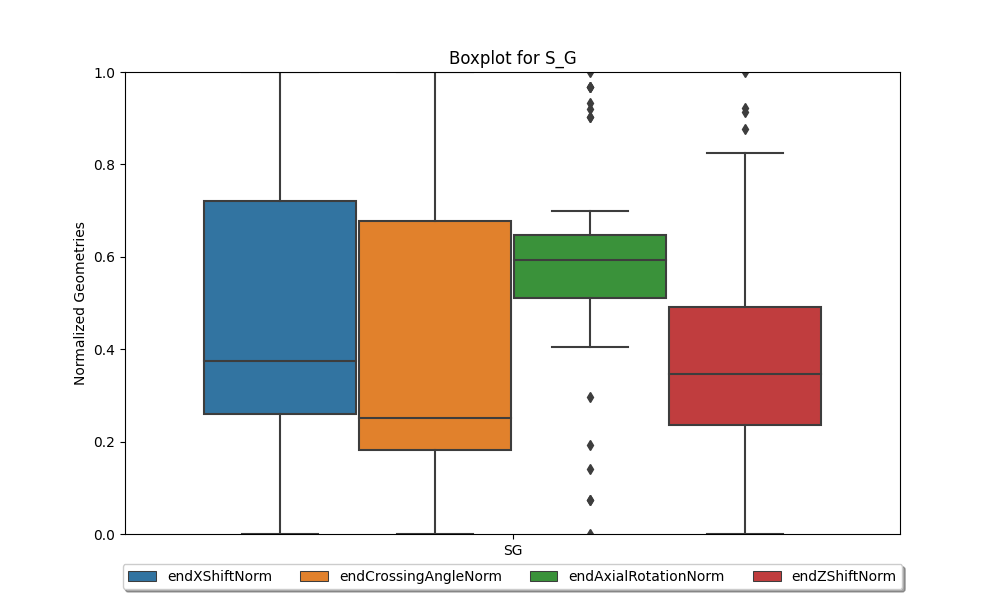 Boxplot for S_G
1.0
0.8
0.6
0.4
0.2
0.0
Normalized Geometries
SG
endXShiftNorm endCrossingAngleNorm endAxialRotationNorm endZShiftNorm